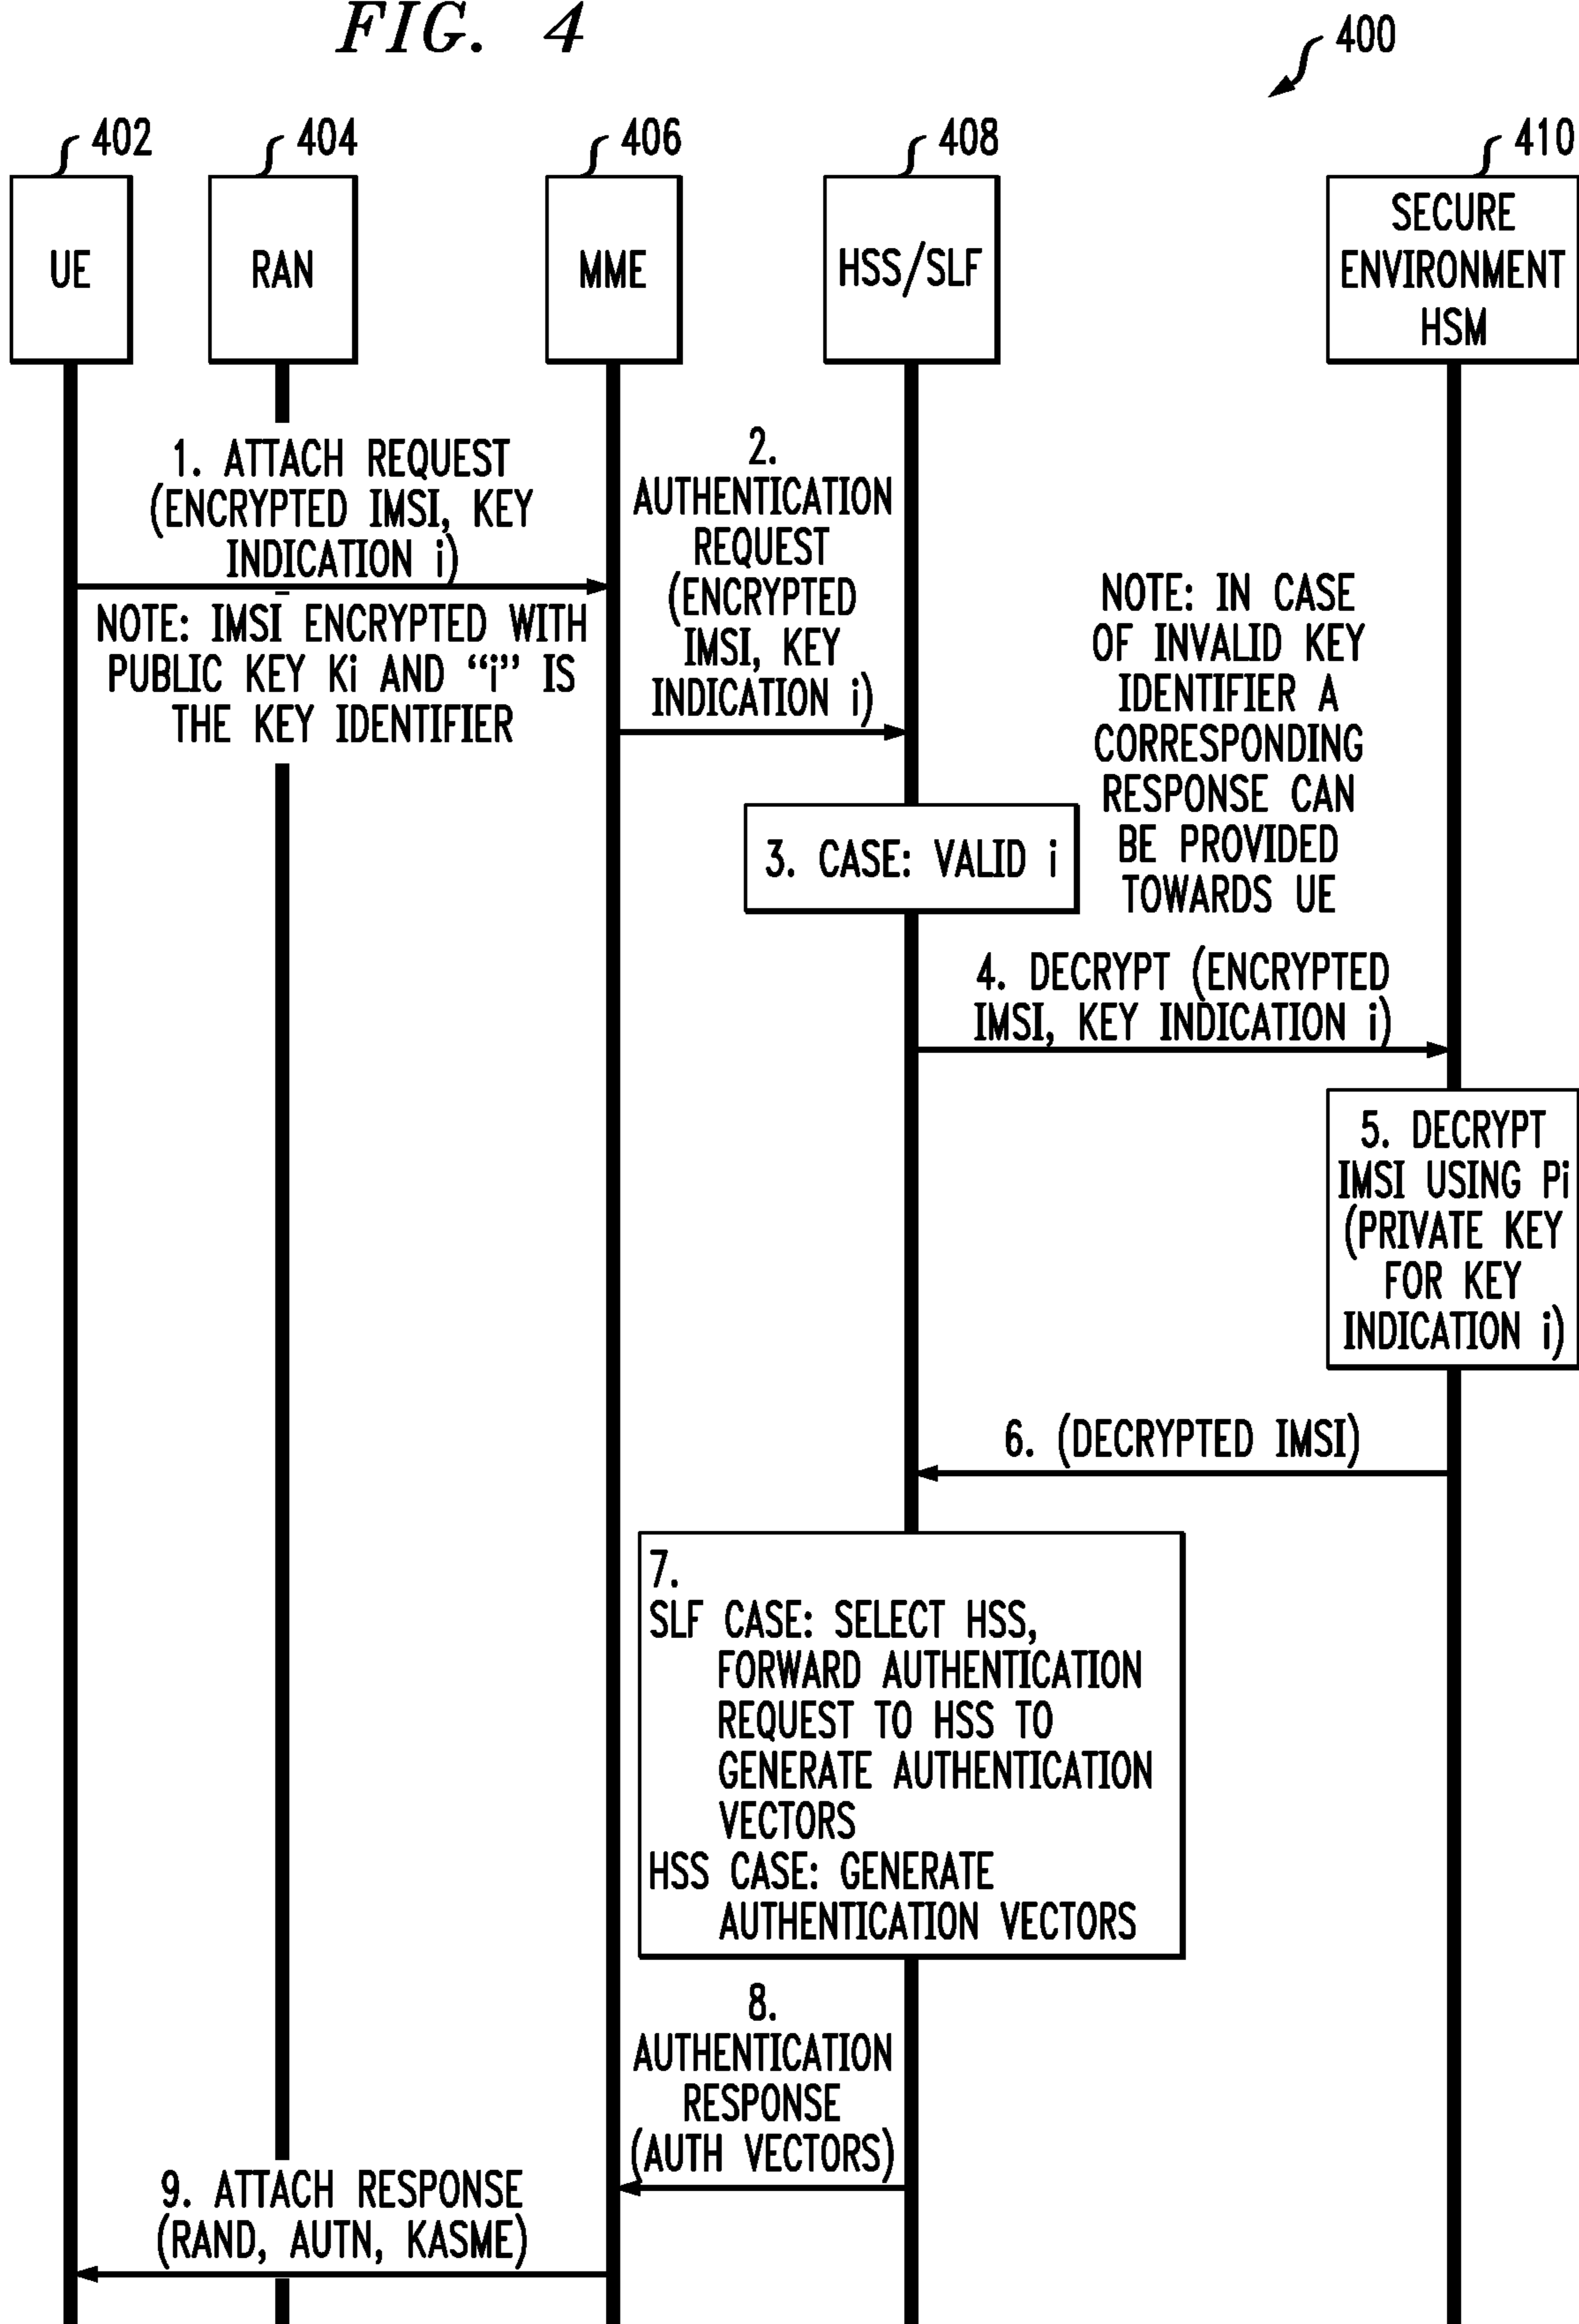 FIG. 4
400
402
404
406
408
410
UE
RAN
MME
HSS/SLF
SECURE
ENVIRONMENT
HSM
1. ATTACH REQUEST
(ENCRYPTED IMSI, KEY
INDICATION i)
NOTE: IMSI ENCRYPTED WITH
PUBLIC KEY Ki AND “i” IS
THE KEY IDENTIFIER
2.
AUTHENTICATION
REQUEST
(ENCRYPTED
IMSI, KEY
INDICATION i)
NOTE: IN CASE
OF INVALID KEY
IDENTIFIER A
CORRESPONDING
RESPONSE CAN
BE PROVIDED
TOWARDS UE
3. CASE: VALID i
4. DECRYPT (ENCRYPTED
IMSI, KEY INDICATION i)
5. DECRYPT
IMSI USING Pi
(PRIVATE KEY
FOR KEY
INDICATION i)
6. (DECRYPTED IMSI)
7.
SLF CASE: SELECT HSS,
FORWARD AUTHENTICATION
REQUEST TO HSS TO
GENERATE AUTHENTICATION
VECTORS
HSS CASE: GENERATE
AUTHENTICATION VECTORS
8.
AUTHENTICATION
RESPONSE
(AUTH VECTORS)
9. ATTACH RESPONSE
(RAND, AUTN, KASME)